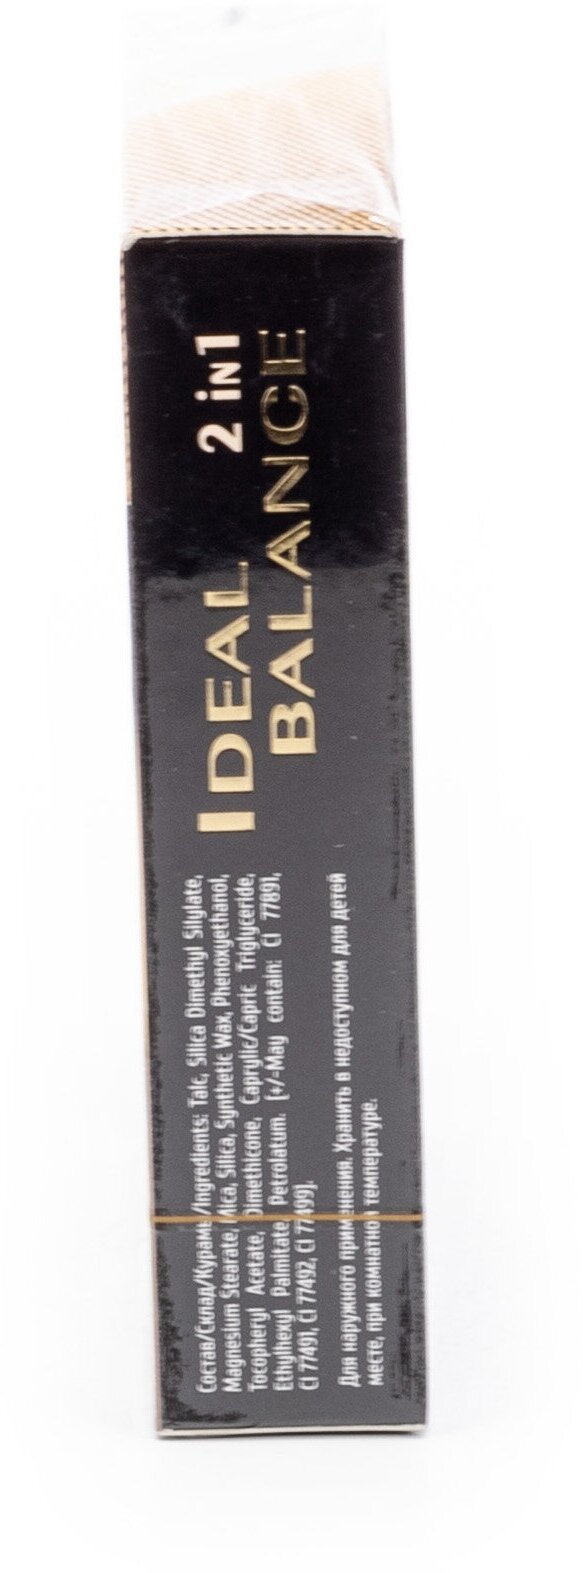 2 iN1
IDEAL
BALANCE
Состав/Склад/Құрамы/Ingredients: Talc, Silica Dimethyl Silylate,
Magnesium Stearate, Mica, Silica, Synthetic Wax, Phenoxyethanol,
Tocopheryl Acetate, Dimethicone, Caprylic/Capric Triglyceride,
Ethylhexyl Palmitate, Petrolatum. [+/-May contain: CI 77891,
CI 77491, CI 77492, CI 77499].
Для наружного применения. Хранить в недоступном для детей
месте, при комнатной температуре.